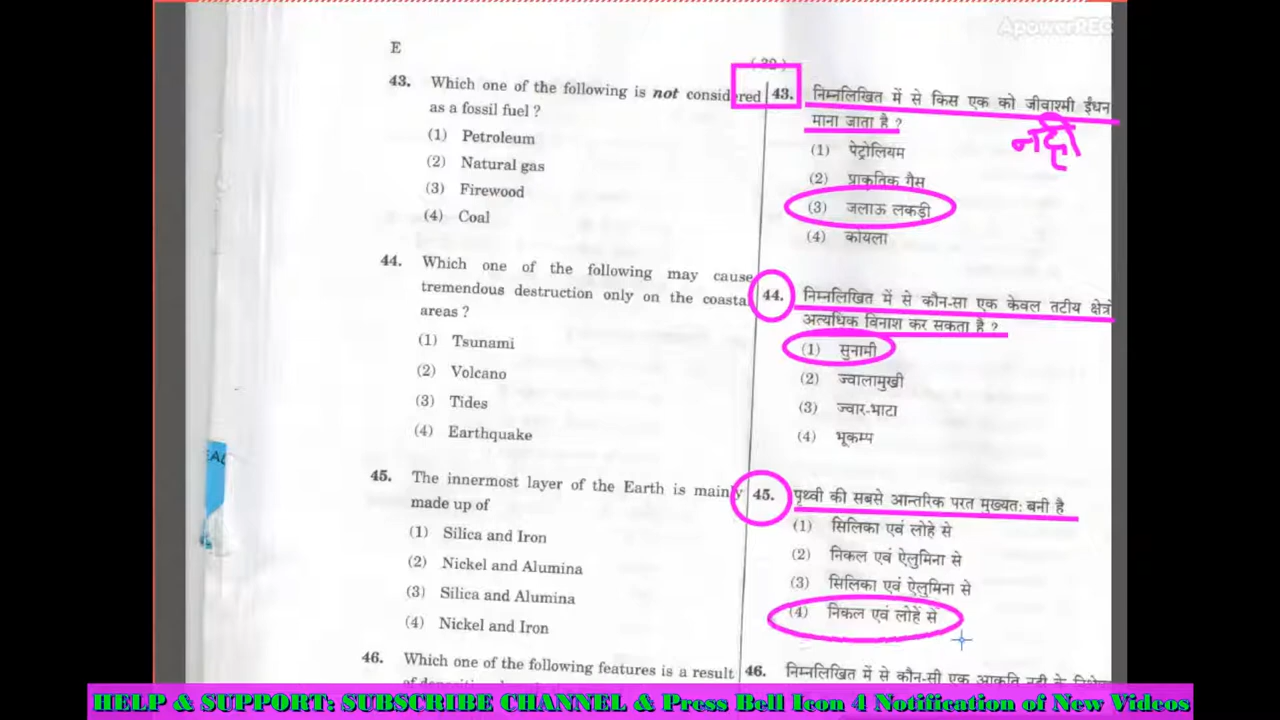 ApowerREC
E
43. Which one of the following is not considered
as a fossil fuel ?
(1) Petroleum
(2) Natural gas
(3) Firewood
(4) Coal
44. Which one of the following may cause
tremendous destruction only on the coastal
areas ?
(1) Tsunami
(2) Volcano
(3) Tides
(4) Earthquake
45. The innermost layer of the Earth is mainly
made up of
(1) Silica and Iron
(2) Nickel and Alumina
(3) Silica and Alumina
(4) Nickel and Iron
46. Which one of the following features is a result
43. निम्नलिखित में से किस एक को जीवाश्मी ईंधन
नही
माना जाता है ?
(1) पेट्रोलियम
(2) प्राकृतिक गैस
(3) जलाऊ लकड़ी
(4) कोयला
44. निम्नलिखित में से कौन-सा एक केवल तटीय क्षेत्रों
अत्यधिक विनाश कर सकता है ?
(1) सुनामी
(2) ज्वालामुखी
(3) ज्वार-भाटा
(4) भूकम्प
45. पृथ्वी की सबसे आन्तरिक परत मुख्यतः बनी है
(1) सिलिका एवं लोहे से
(2) निकल एवं ऐलुमिना से
(3) सिलिका एवं ऐलुमिना से
(4) निकल एवं लोहें से
46. निम्नलिखित में से कौन-सी एक आकृति नदी के
HELP & SUPPORT: SUBSCRIBE CHANNEL & Press Bell Icon 4 Notification of New Videos